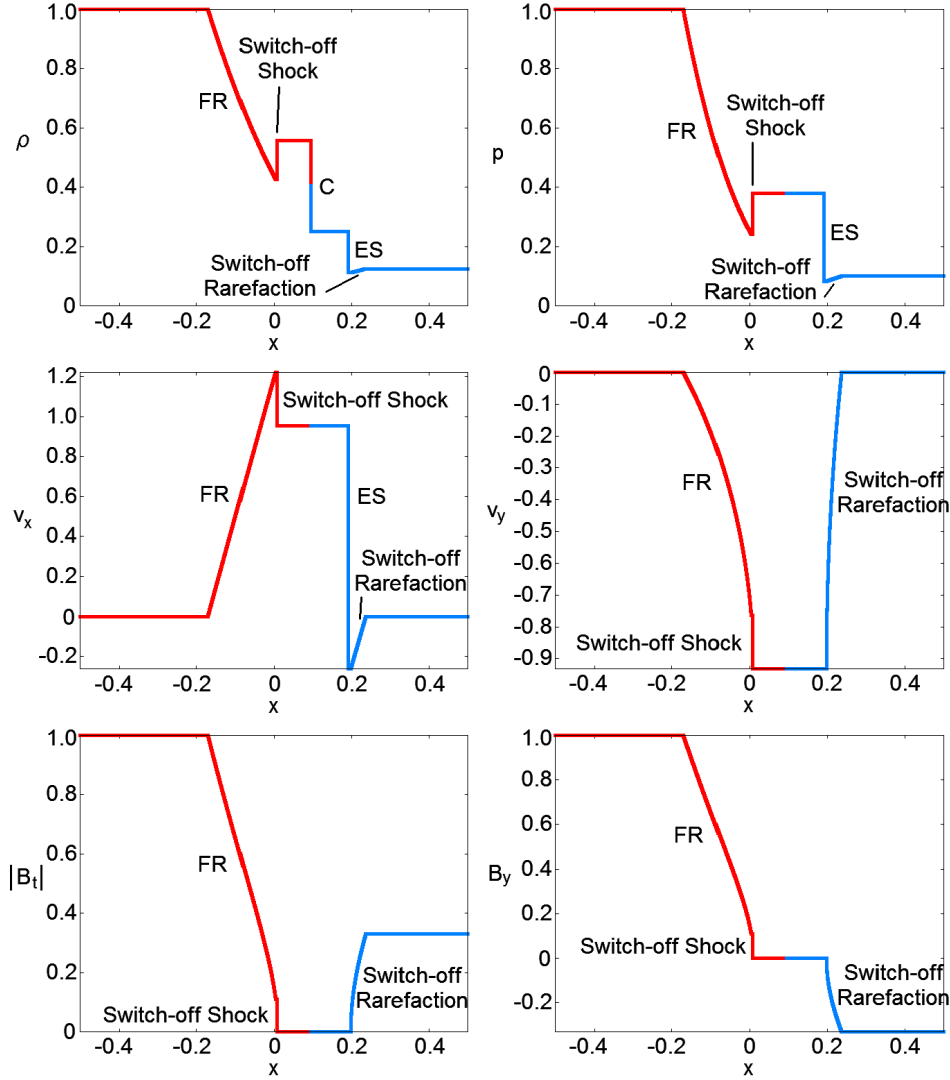 1.0
0.8
0.6
0.4
0.2
0
ρ
Switch-off
Shock
FR
C
ES
Switch-off
Rarefaction
-0.4
-0.2
0
0.2
0.4
x
1.0
0.8
0.6
0.4
0.2
0
p
Switch-off
Shock
FR
ES
Switch-off
Rarefaction
-0.4
-0.2
0
0.2
0.4
x
1.2
1.0
0.8
0.6
0.4
0.2
0
-0.2
vx
Switch-off Shock
FR
ES
Switch-off
Rarefaction
-0.4
-0.2
0
0.2
0.4
x
0
-0.1
-0.2
-0.3
-0.4
-0.5
-0.6
-0.7
-0.8
-0.9
vy
FR
Switch-off
Rarefaction
Switch-off Shock
-0.4
-0.2
0
0.2
0.4
x
1.0
0.8
0.6
0.4
0.2
0
|Bt|
FR
Switch-off
Rarefaction
Switch-off Shock
-0.4
-0.2
0
0.2
0.4
x
1.0
0.8
0.6
0.4
0.2
0
-0.2
By
FR
Switch-off Shock
Switch-off
Rarefaction
-0.4
-0.2
0
0.2
0.4
x